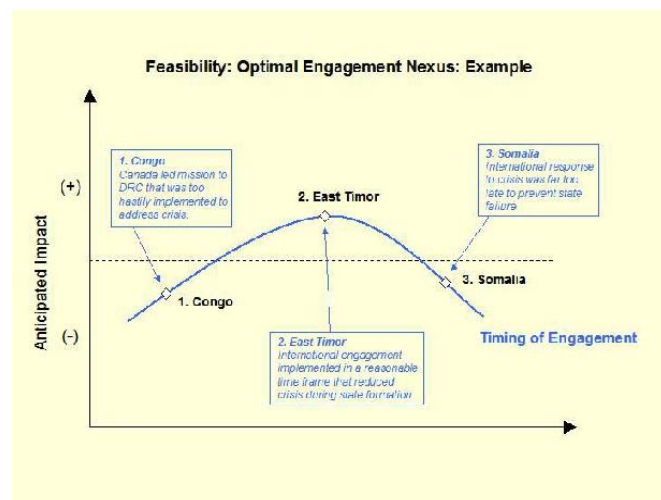 Feasibility: Optimal Engagement Nexus: Example
1. Congo
Canada led mission to
DRC that was too
hastily implemented to
address crisis.
3. Somalia
International response
to crisis was far too
late to prevent state
failure
(+)
2. East Timor
Anticipated Impact
1. Congo
3. Somalia
(-)
Timing of Engagement
2. East Timor
International engagement
implemented in a reasonable
time frame that reduced
crisis during state formation